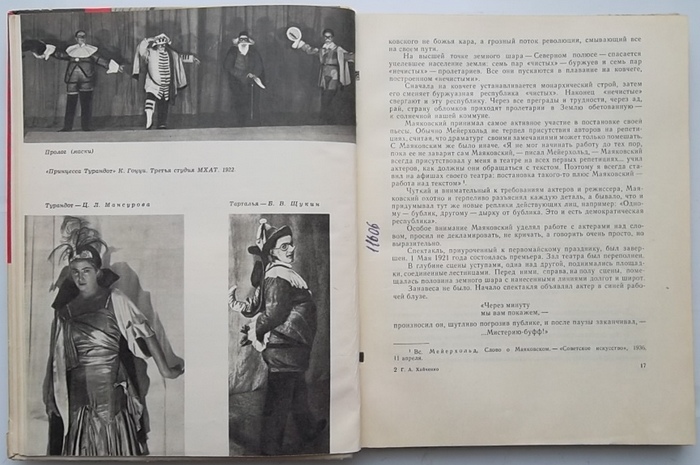 Пролог (маски)
«Принцесса Турандот» К. Гоцци. Третья студия МХАТ. 1922
Турандот — Ц. Л. Мансурова
Тарталья — Б. В. Щукин
11606
ковского не божья кара, а грозный поток революции, смывающий все
на своем пути.
На высшей точке земного шара — Северном полюсе — спасается
уцелевшее население земли: семь пар «чистых» — буржуев и семь пар
«нечистых» — пролетариев. Все они пускаются в плавание на ковчеге,
построенном «нечистыми».
Сначала на ковчеге устанавливается монархический строй, затем
его сменяет буржуазная республика «чистых». Наконец «нечистые»
свергают и эту республику. Через все преграды и трудности, через ад,
рай, страну обломков приходят пролетарии в Землю обетованную —
к солнечной нашей коммуне.
Маяковский принимал самое активное участие в постановке своей
пьесы. Обычно Мейерхольд не терпел присутствия авторов на репети-
циях, считая, что драматург своими замечаниями может только помешать.
С Маяковским же было иначе. «Я не мог начинать работу до тех пор,
пока ее не заварит сам, — писал Мейерхольд, — Маяковский
всегда присутствовал у меня в театре на всех первых репетициях... учил
актеров, как должно обращаться с текстом». Поэтому я всегда ста-
вил на афишах своего театра: постановка такого-то плюс Маяковский —
работа над текстом»¹.
Чуткий и внимательный к требованиям актеров и режиссера, Мая-
ковский охотно и терпеливо разъяснял каждую деталь, а бывало, что и
придумывал тут же новые реплики действующих лиц, например: «Одно-
му — бублик, другому — дырку от бублика. Это и есть демократическая
республика».
Особое внимание Маяковский уделял работе с актерами над сло-
вом, просил не декламировать, не кричать, а говорить очень просто, но
выразительно.
Спектакль, приуроченный к первомайскому празднику, был завер-
шен. 1 Мая 1921 года состоялась премьера. Зал театра был переполнен.
В глубине сцены уступами, одна над другой, поднимались площад-
ки, соединенные лестницами. Перед ними, справа, на полу сцены, поме-
щалась половина земного шара с нанесенными линиями долгот и широт.
Занавеса не было. Начало спектакля объявлял актер в синей рабо-
чей блузе.
«Через минуту
мы вам покажем, —
произносил он, шутливо погрозив публике, и после паузы заканчивал, —
...Мистерию-буфф!»
¹ Вс. Мейерхольд. Слово о Маяковском. — «Советское искусство», 1936,
11 апреля.
2 Г. А. Хайченко
17